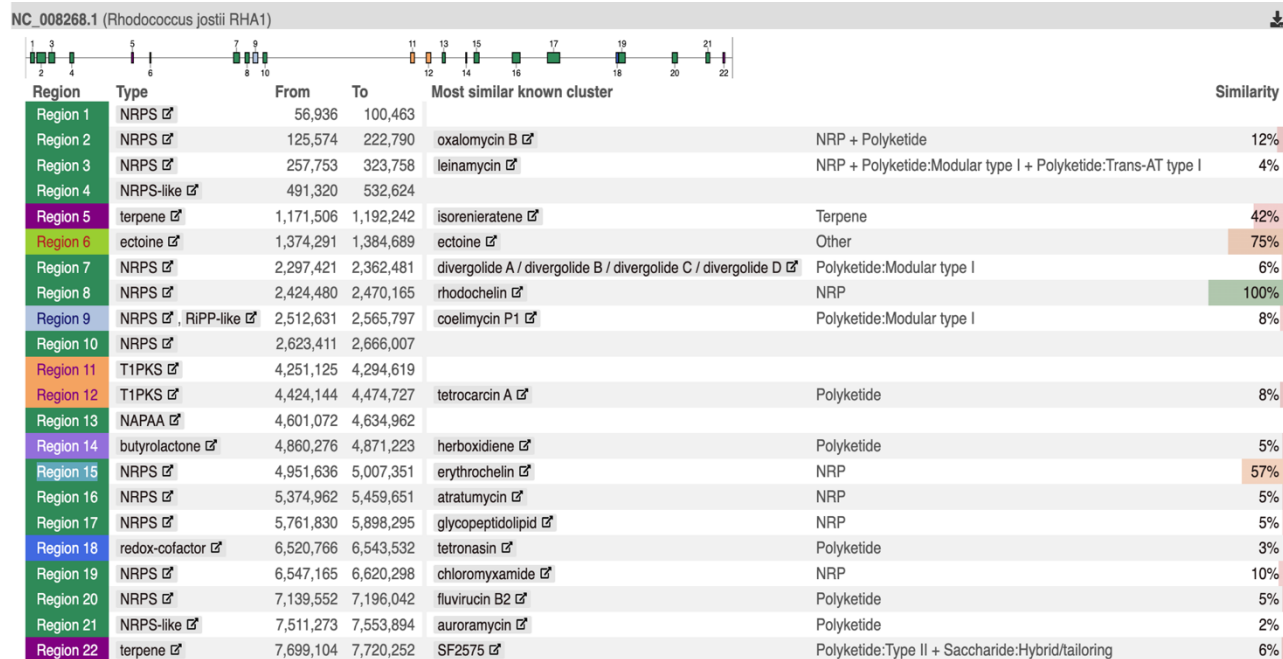 NC_008268.1 (Rhodococcus jostii RHA1)
1 3 5 7 9 11 13 15 17 19 21
2 4 6 8 10 12 14 16 18 20 22
Region Type From To Most similar known cluster Similarity
Region 1 NRPS 56,936 100,463
Region 2 NRPS 125,574 222,790 oxalomycin B NRP + Polyketide 12%
Region 3 NRPS 257,753 323,758 leinamycin NRP + Polyketide:Modular type I + Polyketide:Trans-AT type I 4%
Region 4 NRPS-like 491,320 532,624
Region 5 terpene 1,171,506 1,192,242 isorenieratene Terpene 42%
Region 6 ectoine 1,374,291 1,384,689 ectoine Other 75%
Region 7 NRPS 2,297,421 2,362,481 divergolide A / divergolide B / divergolide C / divergolide D Polyketide:Modular type I 6%
Region 8 NRPS 2,424,480 2,470,165 rhodochelin NRP 100%
Region 9 NRPS , RiPP-like 2,512,631 2,565,797 coelimycin P1 Polyketide:Modular type I 8%
Region 10 NRPS 2,623,411 2,666,007
Region 11 T1PKS 4,251,125 4,294,619
Region 12 T1PKS 4,424,144 4,474,727 tetrocarcin A Polyketide 8%
Region 13 NAPAA 4,601,072 4,634,962
Region 14 butyrolactone 4,860,276 4,871,223 herboxidiene Polyketide 5%
Region 15 NRPS 4,951,636 5,007,351 erythrochelin NRP 57%
Region 16 NRPS 5,374,962 5,459,651 atratumycin NRP 5%
Region 17 NRPS 5,761,830 5,898,295 glycopeptidolipid NRP 5%
Region 18 redox-cofactor 6,520,766 6,543,532 tetronasin Polyketide 3%
Region 19 NRPS 6,547,165 6,620,298 chloromyxamide NRP 10%
Region 20 NRPS 7,139,552 7,196,042 fluvirucin B2 Polyketide 5%
Region 21 NRPS-like 7,511,273 7,553,894 auroramycin Polyketide 2%
Region 22 terpene 7,699,104 7,720,252 SF2575 Polyketide:Type II + Saccharide:Hybrid/tailoring 6%